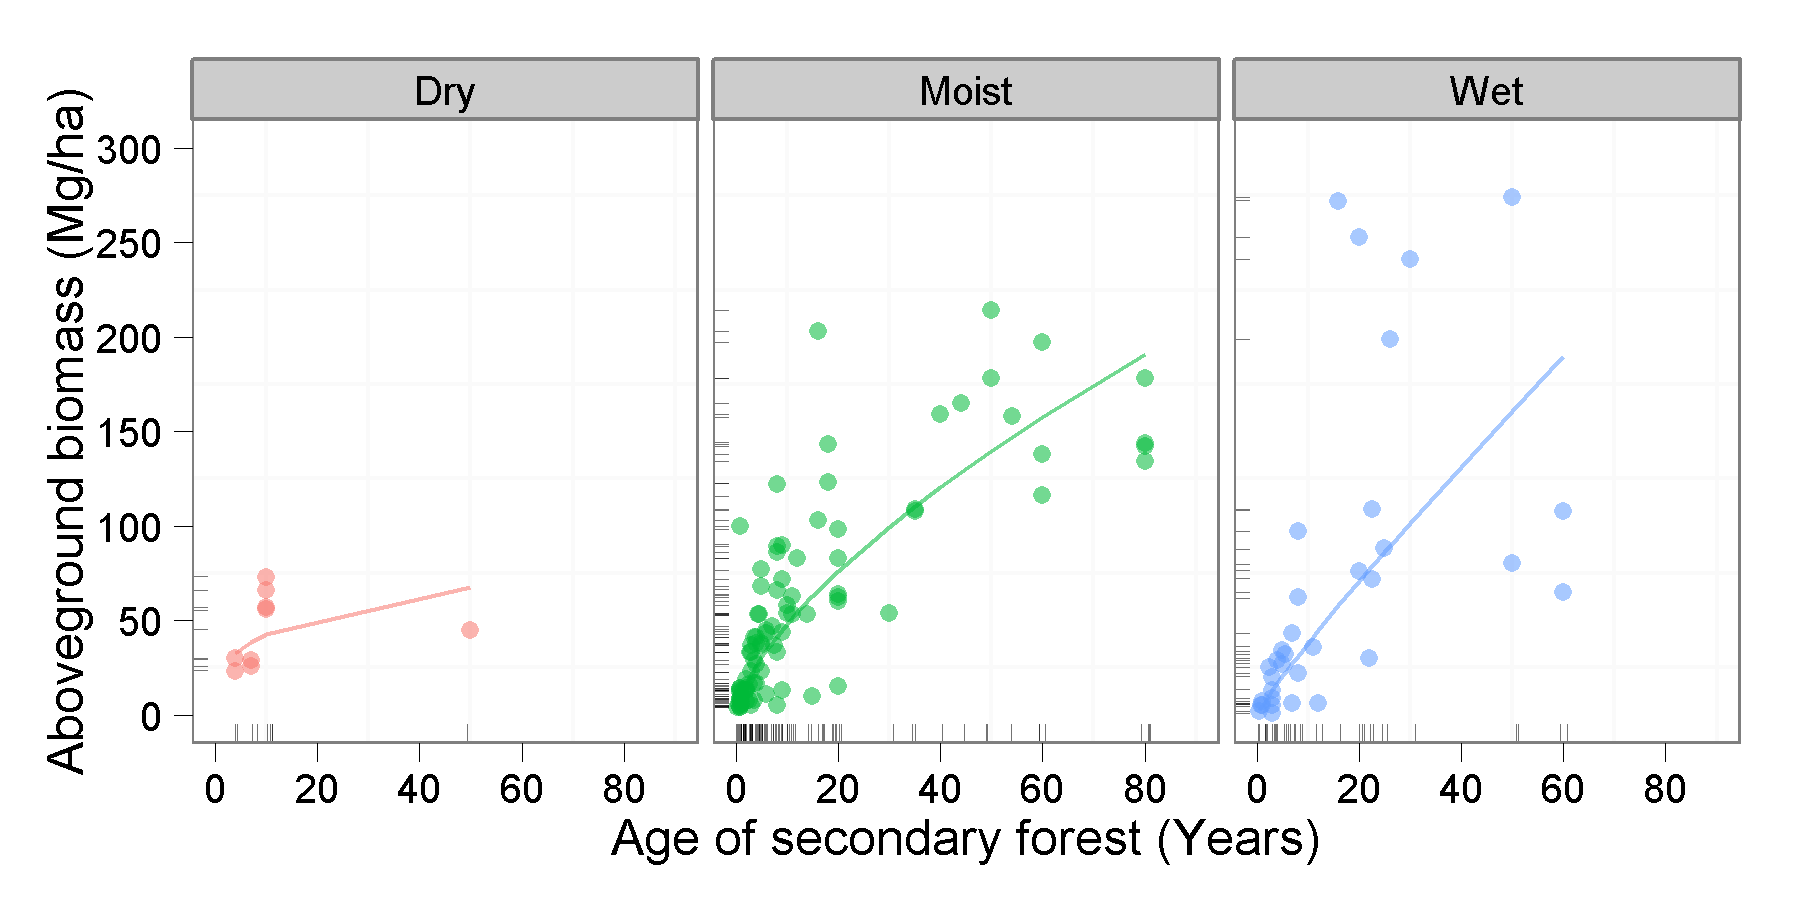 Dry Moist Wet
Aboveground biomass (Mg/ha)
300
250
200
150
100
50
0
0 20 40 60 80 0 20 40 60 80 0 20 40 60 80
Age of secondary forest (Years)